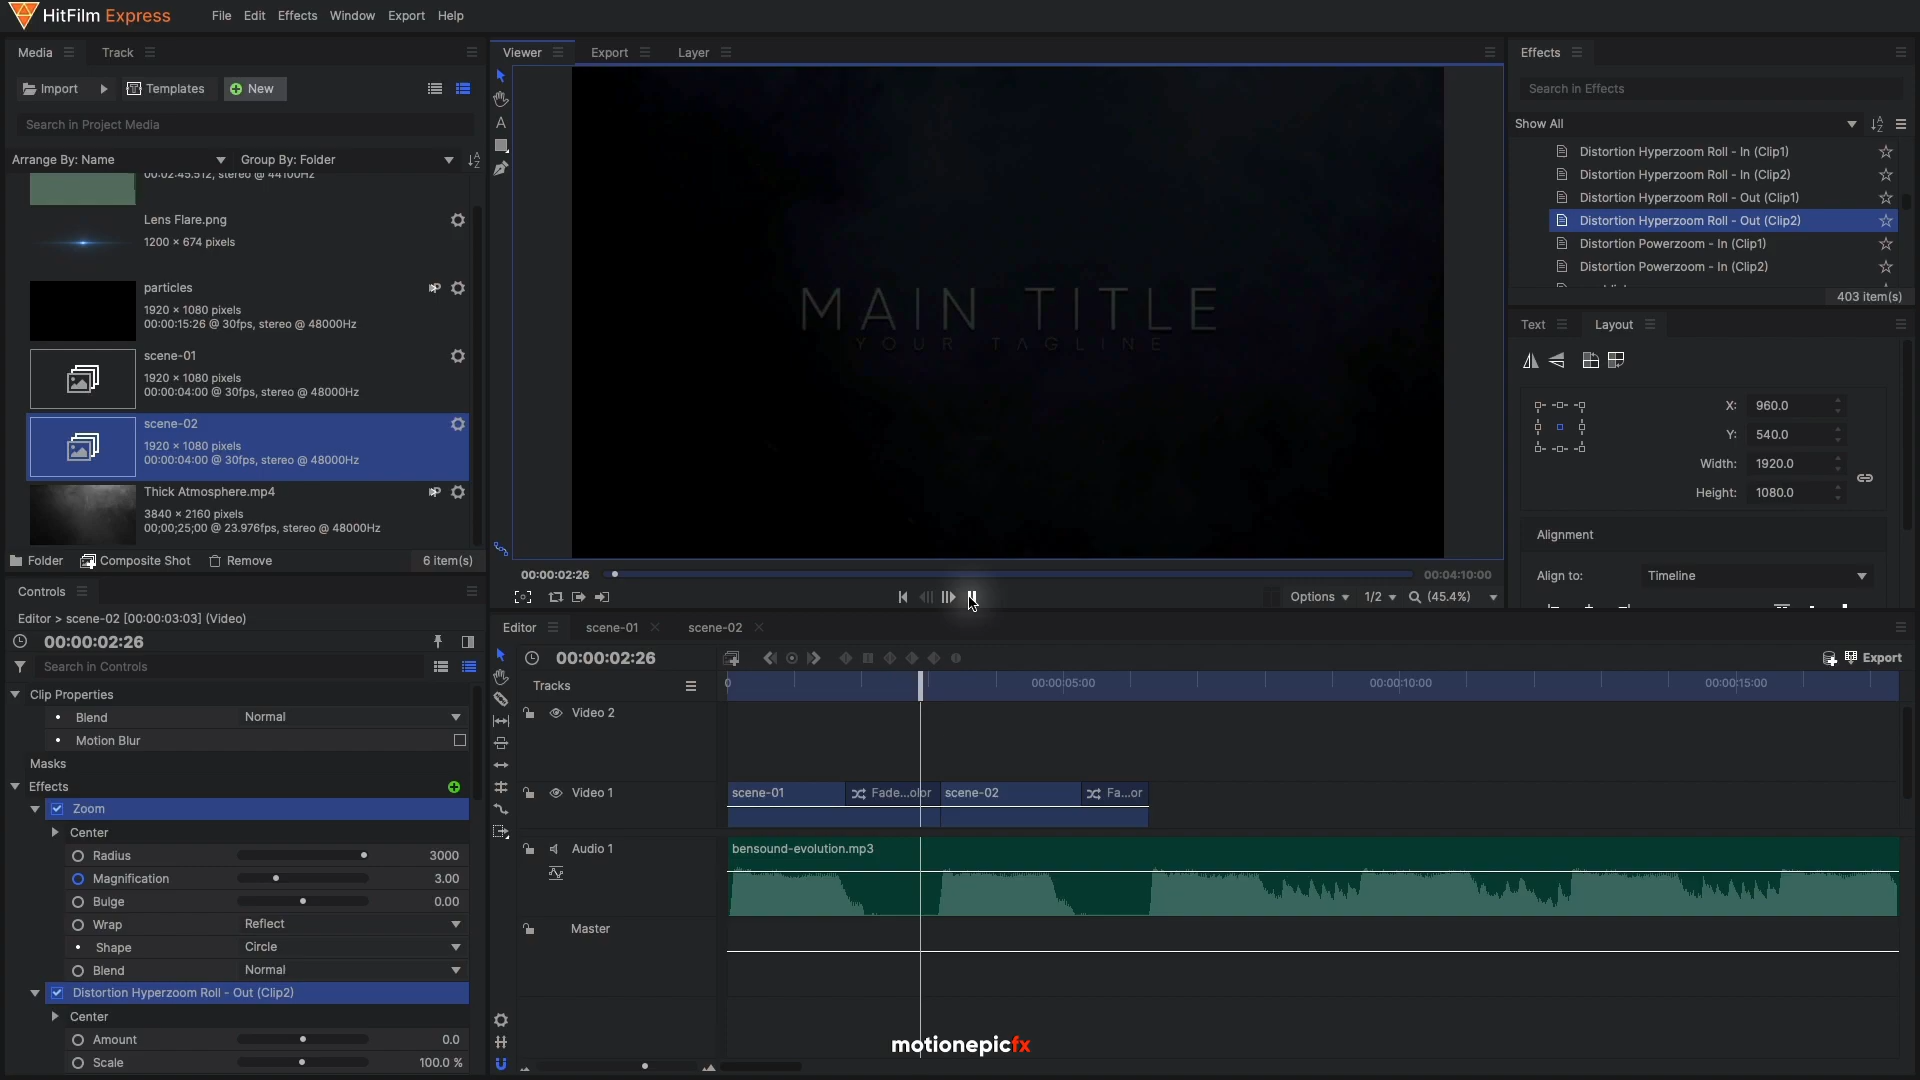 HitFilm Express
File Edit Effects Window Export Help
Media Track
Import Templates New
Search in Project Media
Arrange By: Name Group By: Folder
00:02:45.512, stereo @ 44100Hz
Lens Flare.png
1200 × 674 pixels
particles
1920 × 1080 pixels
00:00:15:26 @ 30fps, stereo @ 48000Hz
scene-01
1920 × 1080 pixels
00:00:04:00 @ 30fps, stereo @ 48000Hz
scene-02
1920 × 1080 pixels
00:00:04:00 @ 30fps, stereo @ 48000Hz
Thick Atmosphere.mp4
3840 × 2160 pixels
00;00;25;00 @ 23.976fps, stereo @ 48000Hz
Folder Composite Shot Remove 6 item(s)
Viewer Export Layer
MAIN TITLE
YOUR TAGLINE
00:00:02:26 00:04:10:00
Options 1/2 (45.4%)
Effects
Search in Effects
Show All
Distortion Hyperzoom Roll - In (Clip1)
Distortion Hyperzoom Roll - In (Clip2)
Distortion Hyperzoom Roll - Out (Clip1)
Distortion Hyperzoom Roll - Out (Clip2)
Distortion Powerzoom - In (Clip1)
Distortion Powerzoom - In (Clip2)
403 item(s)
Text Layout
X: 960.0
Y: 540.0
Width: 1920.0
Height: 1080.0
Alignment
Align to: Timeline
Controls
Editor > scene-02 [00:00:03:03] (Video)
00:00:02:26
Search in Controls
Clip Properties
Blend Normal
Motion Blur
Masks
Effects
Zoom
Center
Radius 3000
Magnification 3.00
Bulge 0.00
Wrap Reflect
Shape Circle
Blend Normal
Distortion Hyperzoom Roll - Out (Clip2)
Center
Amount 0.0
Scale 100.0 %
Editor scene-01 scene-02
00:00:02:26 Export
Tracks 0 00:00:05:00 00:00:10:00 00:00:15:00
Video 2
Video 1 scene-01 Fade...olor scene-02 Fa...or
Audio 1 bensound-evolution.mp3
Master
motionepicfx